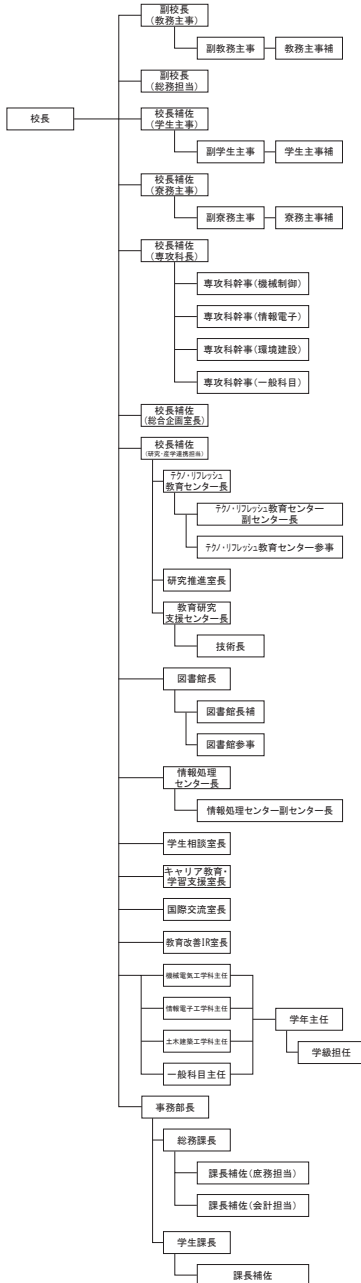 副校長
(教務主事)
副教務主事
教務主事補
副校長
(総務担当)
校長
校長補佐
(学生主事)
副学生主事
学生主事補
校長補佐
(寮務主事)
副寮務主事
寮務主事補
校長補佐
(専攻科長)
専攻科幹事(機械制御)
専攻科幹事(情報電子)
専攻科幹事(環境建設)
専攻科幹事(一般科目)
校長補佐
(総合企画室長)
校長補佐
(研究・産学連携担当)
テクノ・リフレッシュ
教育センター長
テクノ・リフレッシュ教育センター
副センター長
テクノ・リフレッシュ教育センター参事
研究推進室長
教育研究
支援センター長
技術長
図書館長
図書館長補
図書館参事
情報処理
センター長
情報処理センター副センター長
学生相談室長
キャリア教育・
学習支援室長
国際交流室長
教育改善IR室長
機械電気工学科主任
情報電子工学科主任
土木建築工学科主任
一般科目主任
学年主任
学級担任
事務部長
総務課長
課長補佐(庶務担当)
課長補佐(会計担当)
学生課長
課長補佐